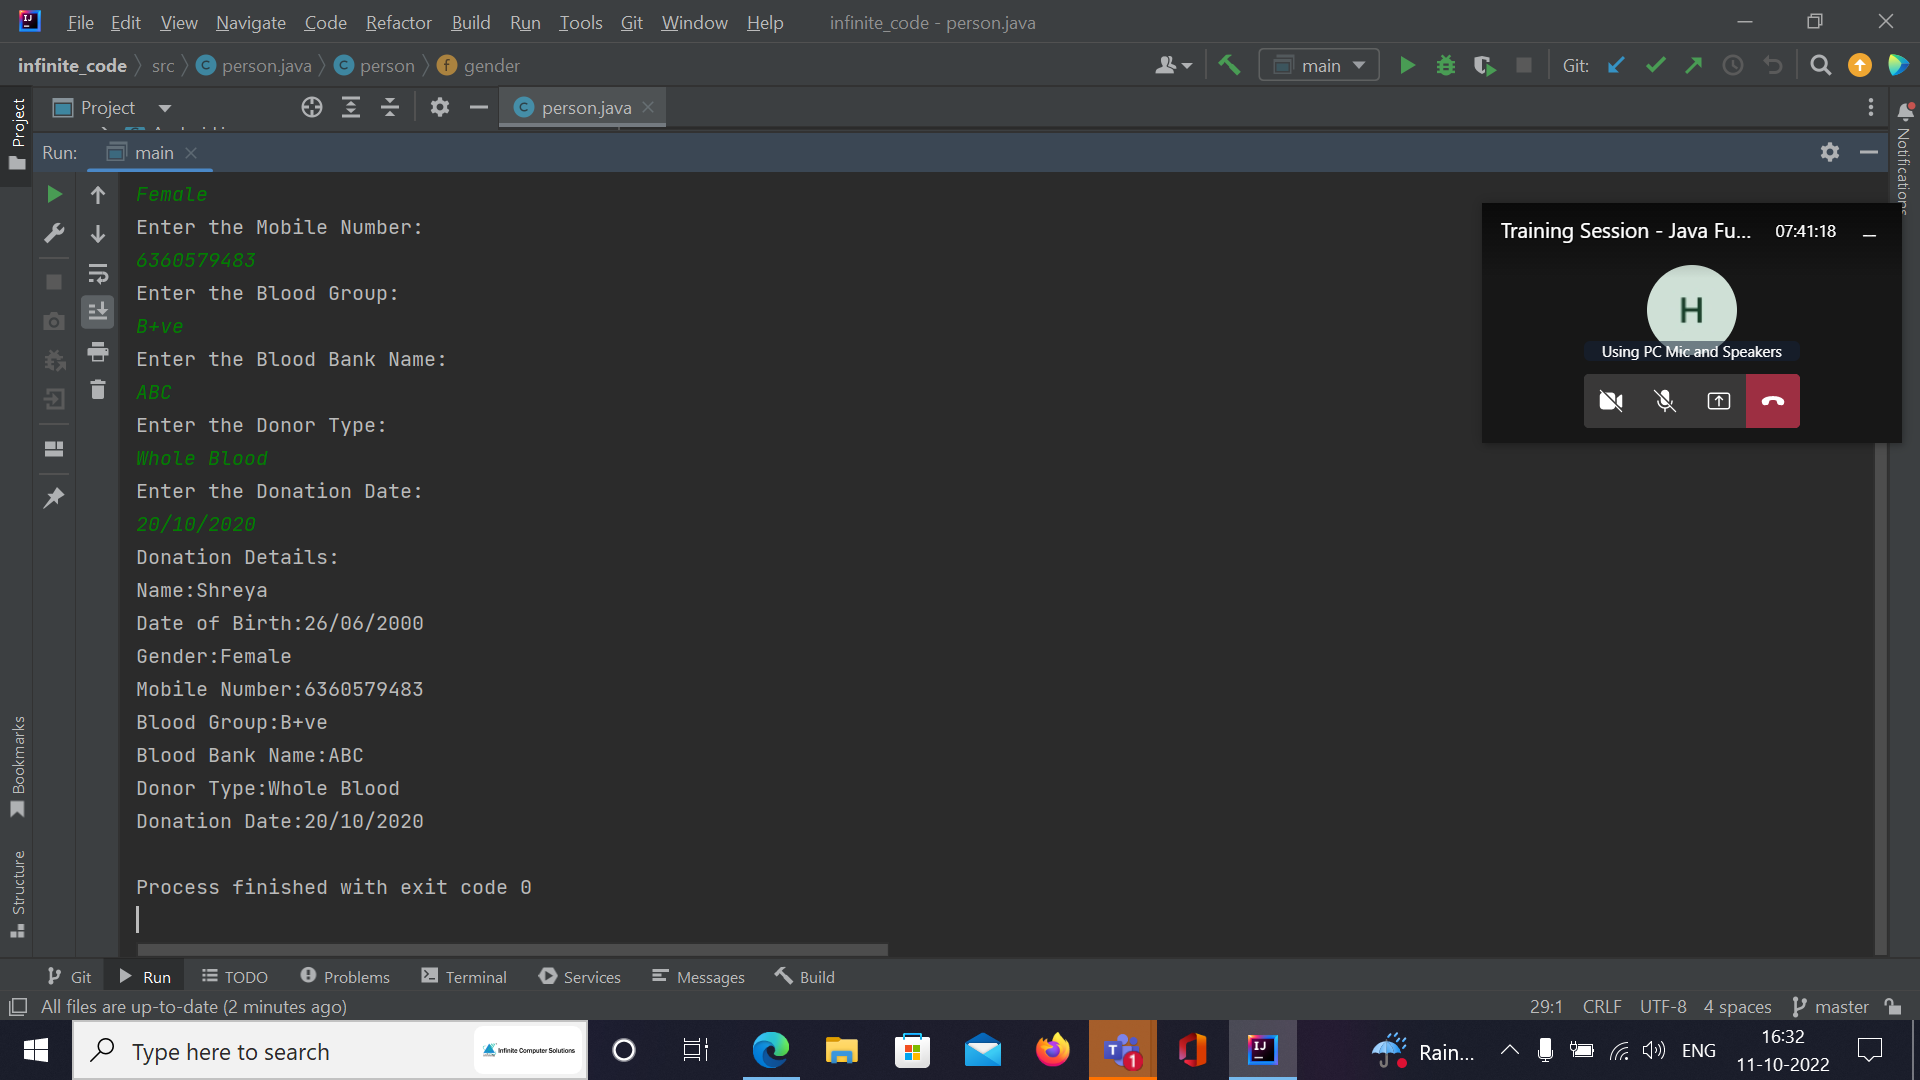 File Edit View Navigate Code Refactor Build Run Tools Git Window Help infinite_code - person.java
infinite_code src person.java person gender main Git:
Project person.java
Run: main
Project
Notifications
Female
Enter the Mobile Number:
6360579483
Enter the Blood Group:
B+ve
Enter the Blood Bank Name:
ABC
Enter the Donor Type:
Whole Blood
Enter the Donation Date:
20/10/2020
Donation Details:
Name:Shreya
Date of Birth:26/06/2000
Gender:Female
Mobile Number:6360579483
Blood Group:B+ve
Blood Bank Name:ABC
Donor Type:Whole Blood
Donation Date:20/10/2020
Process finished with exit code 0
Training Session - Java Fu... 07:41:18
H
Using PC Mic and Speakers
Bookmarks
Structure
Git Run TODO Problems Terminal Services Messages Build
All files are up-to-date (2 minutes ago) 29:1 CRLF UTF-8 4 spaces master
Type here to search Infinite Computer Solutions 1 Rain... ENG 16:32
11-10-2022